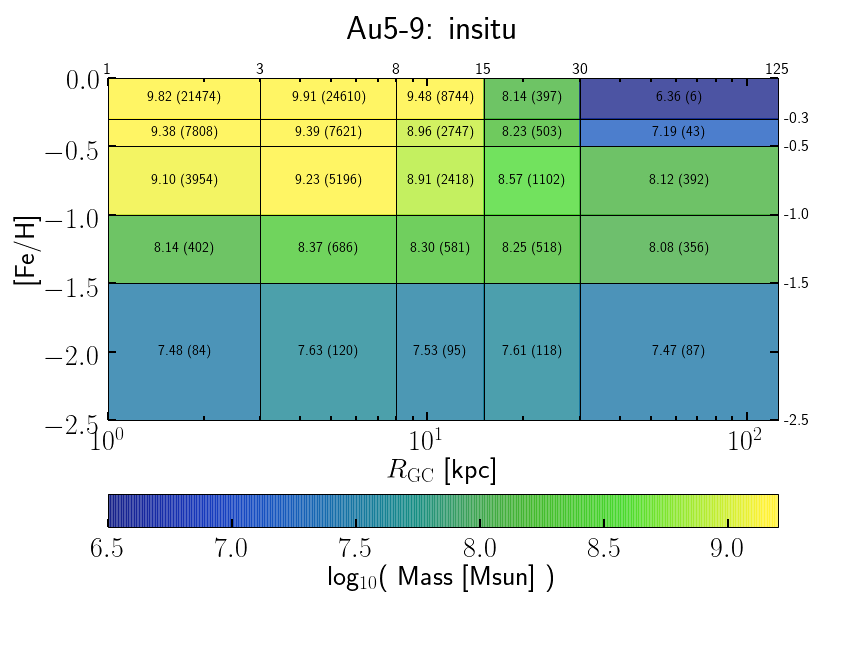 Au5-9: insitu
1 3 8 15 30 125
0.0
9.82 (21474) 9.91 (24610) 9.48 (8744) 8.14 (397) 6.36 (6)
-0.3
9.38 (7808) 9.39 (7621) 8.96 (2747) 8.23 (503) 7.19 (43)
−0.5 -0.5
9.10 (3954) 9.23 (5196) 8.91 (2418) 8.57 (1102) 8.12 (392)
−1.0 -1.0
[Fe/H]
8.14 (402) 8.37 (686) 8.30 (581) 8.25 (518) 8.08 (356)
−1.5 -1.5
7.48 (84) 7.63 (120) 7.53 (95) 7.61 (118) 7.47 (87)
−2.0
−2.5 -2.5
10⁰ 10¹ 10²
R_GC [kpc]
6.5 7.0 7.5 8.0 8.5 9.0
log₁₀( Mass [Msun] )